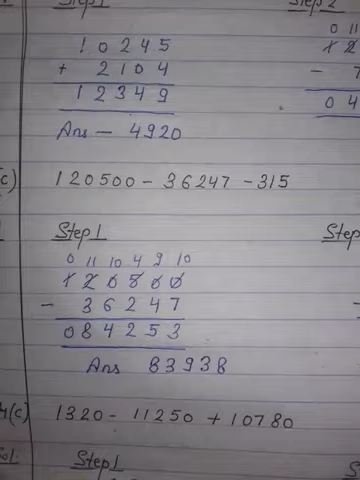 Step 1 Step 2
0 11
1 0 2 4 5 1 2
+ 2 1 0 4 - 7
1 2 3 4 9 0 4
Ans — 4920
(c) 120500 - 36247 - 315
Step 1 Step
0 11 10 4 9 10
1 2 0 5 0 0
- 3 6 2 4 7
0 8 4 2 5 3
Ans 83938
4(c) 1320 - 11250 + 10780
Sol. Step 1 St